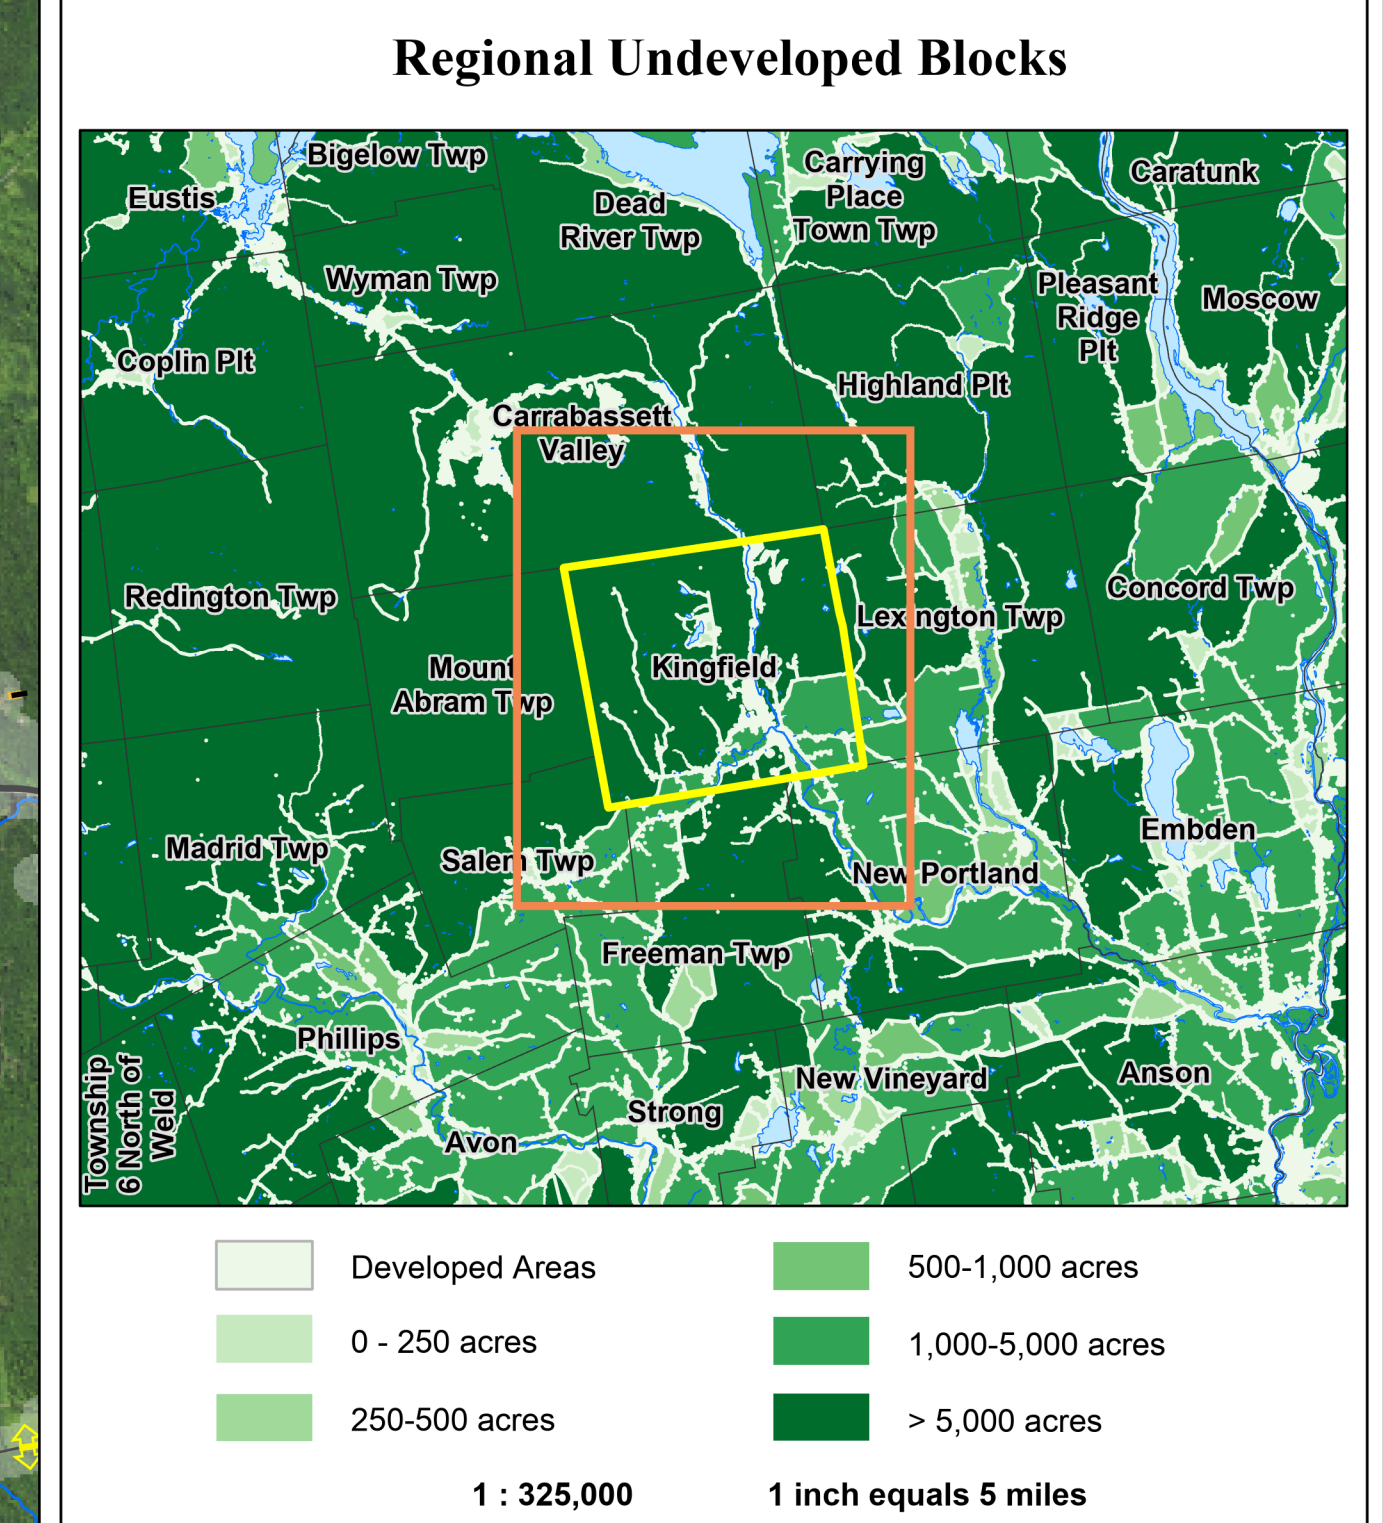 Regional Undeveloped Blocks
Bigelow Twp
Eustis
Dead
River Twp
Carrying
Place
Town Twp
Caratunk
Wyman Twp
Pleasant
Ridge
Plt
Moscow
Coplin Plt
Highland Plt
Carrabassett
Valley
Redington Twp
Concord Twp
Lexington Twp
Mount
Abram Twp
Kingfield
Madrid Twp
Salem Twp
Embden
New Portland
Freeman Twp
Phillips
New Vineyard
Anson
Township
6 North of
Weld
Strong
Avon
Developed Areas
0 - 250 acres
250-500 acres
500-1,000 acres
1,000-5,000 acres
> 5,000 acres
1 : 325,000
1 inch equals 5 miles